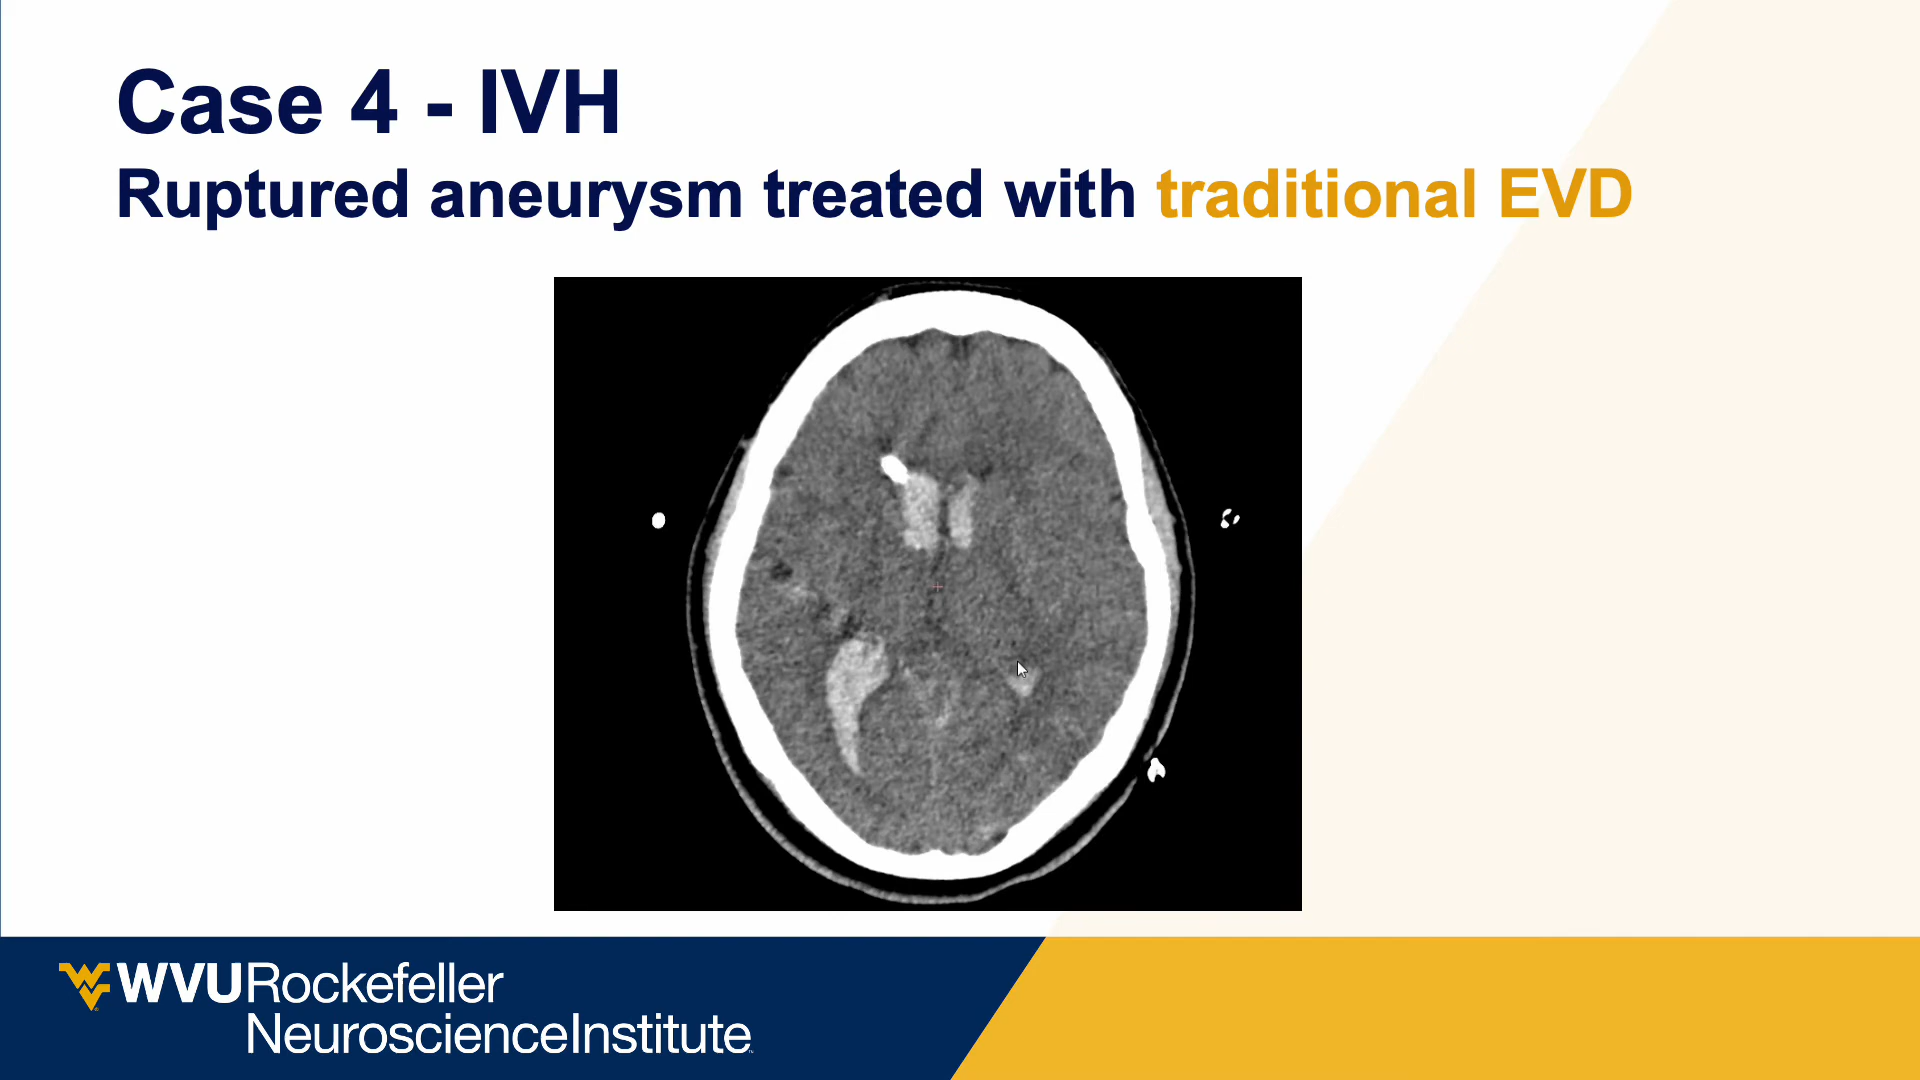 Case 4 - IVH
Ruptured aneurysm treated with traditional EVD
WVURockefeller
NeuroscienceInstitute